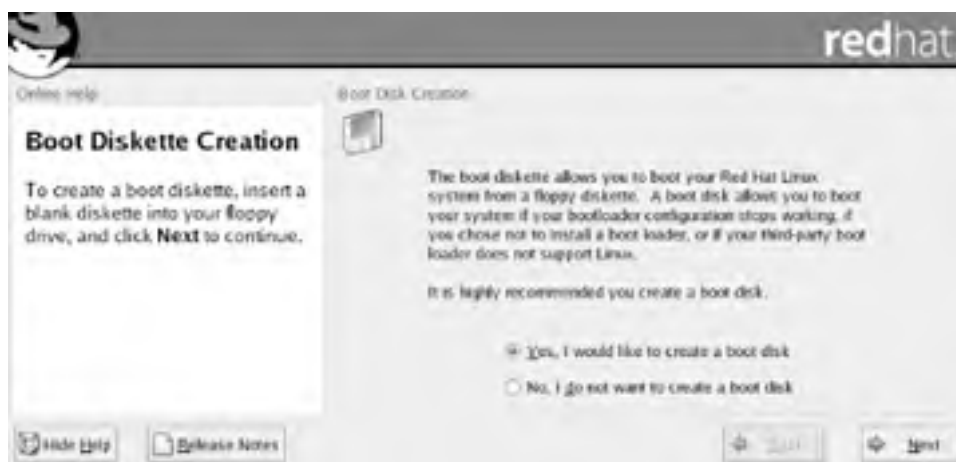 redhat
Online Help
Boot Disk Creation
Boot Diskette Creation
To create a boot diskette, insert a
blank diskette into your floppy
drive, and click Next to continue.
The boot diskette allows you to boot your Red Hat Linux
system from a floppy diskette. A boot disk allows you to boot
your system if your bootloader configuration stops working, if
you chose not to install a boot loader, or if your third-party boot
loader does not support Linux.
It is highly recommended you create a boot disk.
Yes, I would like to create a boot disk
No, I do not want to create a boot disk
Hide Help
Release Notes
Back
Next